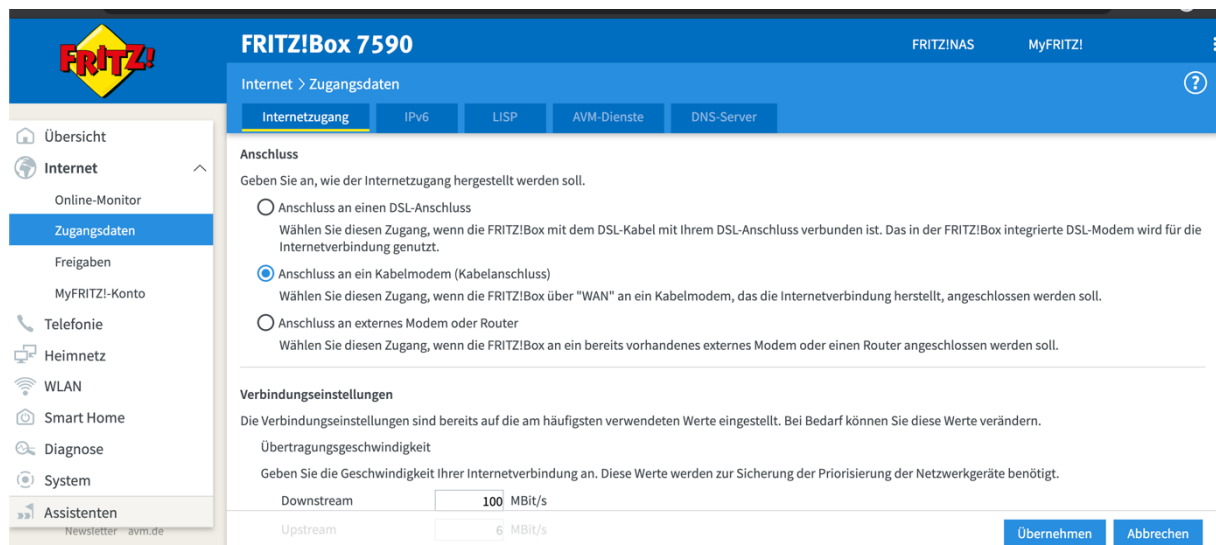 FRITZ!
FRITZ!Box 7590
FRITZ!NAS
MyFRITZ!
Internet > Zugangsdaten
?
Internetzugang
IPv6
LISP
AVM-Dienste
DNS-Server
Übersicht
Internet
Online-Monitor
Zugangsdaten
Freigaben
MyFRITZ!-Konto
Telefonie
Heimnetz
WLAN
Smart Home
Diagnose
System
Assistenten
Newsletter avm.de
Anschluss
Geben Sie an, wie der Internetzugang hergestellt werden soll.
Anschluss an einen DSL-Anschluss
Wählen Sie diesen Zugang, wenn die FRITZ!Box mit dem DSL-Kabel mit Ihrem DSL-Anschluss verbunden ist. Das in der FRITZ!Box integrierte DSL-Modem wird für die
Internetverbindung genutzt.
Anschluss an ein Kabelmodem (Kabelanschluss)
Wählen Sie diesen Zugang, wenn die FRITZ!Box über "WAN" an ein Kabelmodem, das die Internetverbindung herstellt, angeschlossen werden soll.
Anschluss an externes Modem oder Router
Wählen Sie diesen Zugang, wenn die FRITZ!Box an ein bereits vorhandenes externes Modem oder einen Router angeschlossen werden soll.
Verbindungseinstellungen
Die Verbindungseinstellungen sind bereits auf die am häufigsten verwendeten Werte eingestellt. Bei Bedarf können Sie diese Werte verändern.
Übertragungsgeschwindigkeit
Geben Sie die Geschwindigkeit Ihrer Internetverbindung an. Diese Werte werden zur Sicherung der Priorisierung der Netzwerkgeräte benötigt.
Downstream 100 MBit/s
Upstream 6 MBit/s
Übernehmen
Abbrechen